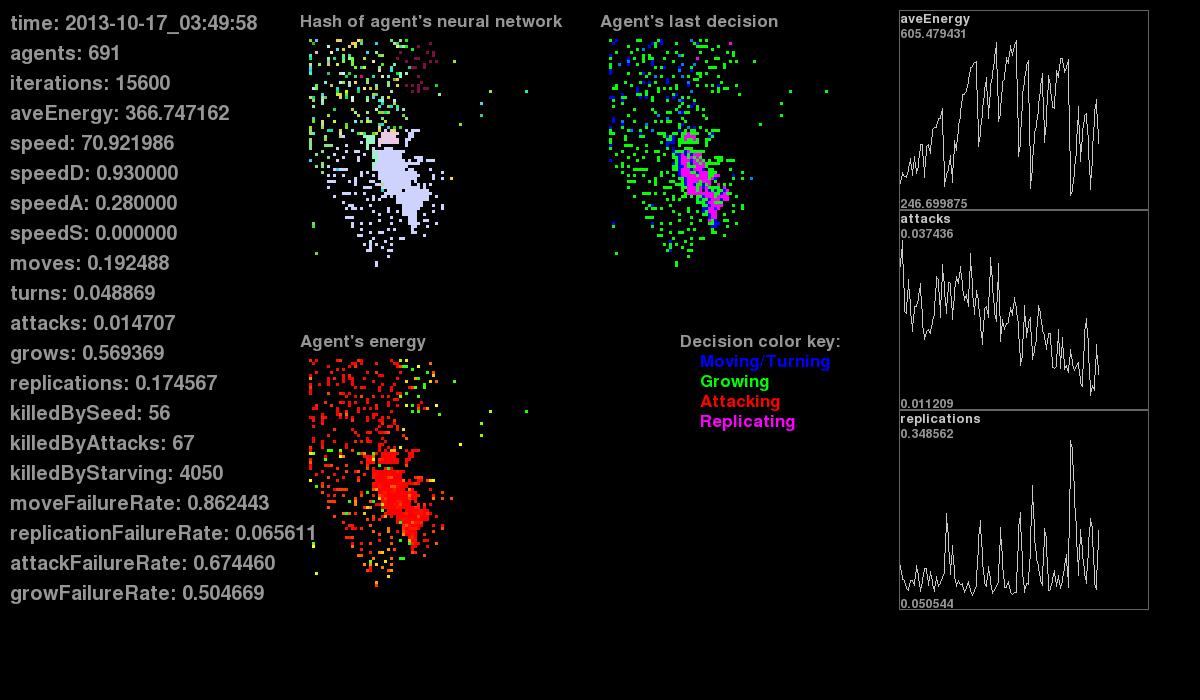 time: 2013-10-17_03:49:58
agents: 691
iterations: 15600
aveEnergy: 366.747162
speed: 70.921986
speedD: 0.930000
speedA: 0.280000
speedS: 0.000000
moves: 0.192488
turns: 0.048869
attacks: 0.014707
grows: 0.569369
replications: 0.174567
killedBySeed: 56
killedByAttacks: 67
killedByStarving: 4050
moveFailureRate: 0.862443
replicationFailureRate: 0.065611
attackFailureRate: 0.674460
growFailureRate: 0.504669
Hash of agent's neural network
Agent's last decision
Agent's energy
Decision color key:
Moving/Turning
Growing
Attacking
Replicating
aveEnergy
605.479431
246.699875
attacks
0.037436
0.011209
replications
0.348562
0.050544